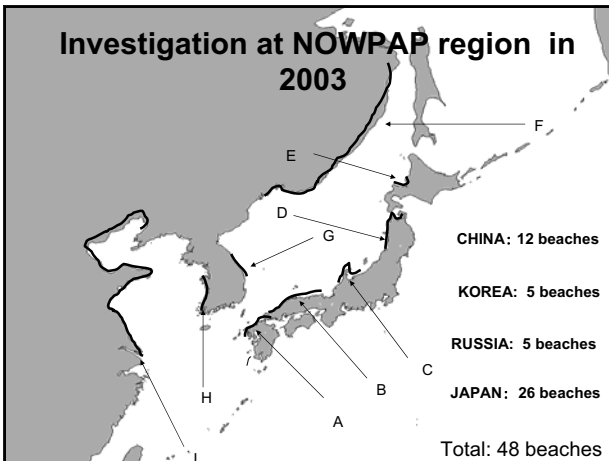 Investigation at NOWPAP region in
2003
F
E
D
G
CHINA: 12 beaches
KOREA: 5 beaches
RUSSIA: 5 beaches
C
B
H
JAPAN: 26 beaches
A
Total: 48 beaches